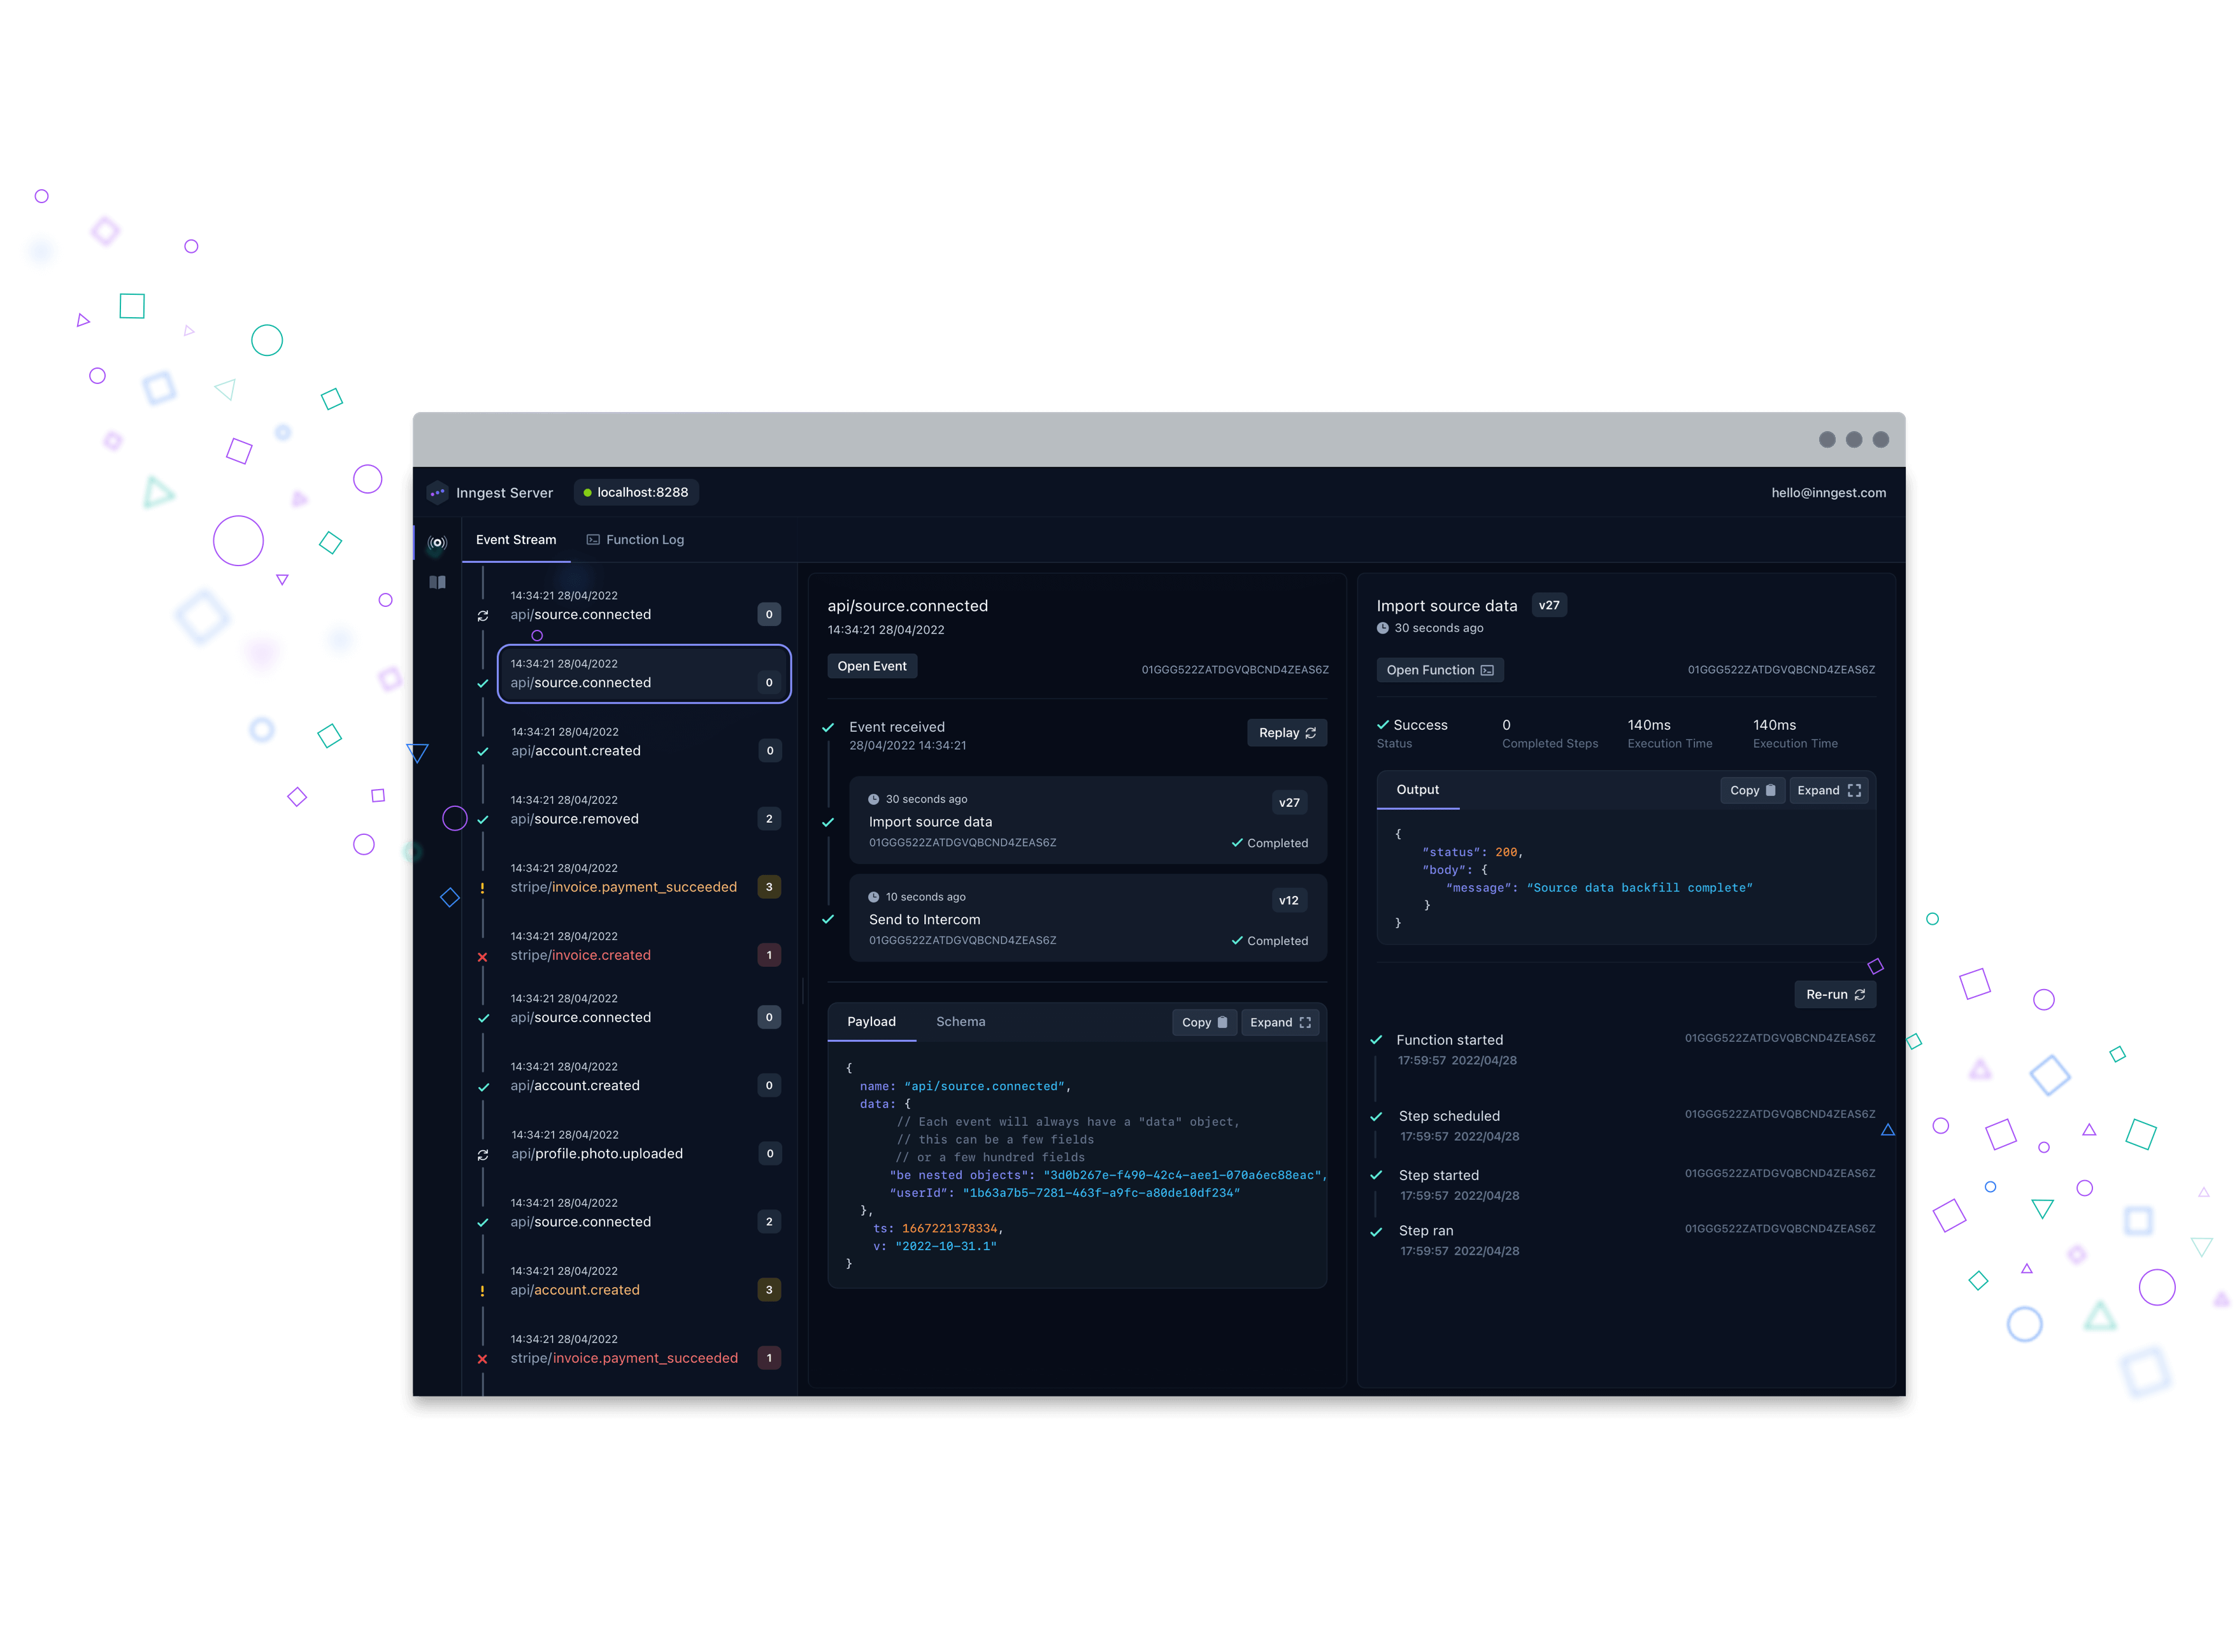 Inngest Server
localhost:8288
hello@inngest.com
Event Stream
Function Log
14:34:21 28/04/2022
api/source.connected
0
14:34:21 28/04/2022
api/source.connected
0
14:34:21 28/04/2022
api/account.created
0
14:34:21 28/04/2022
api/source.removed
2
14:34:21 28/04/2022
stripe/invoice.payment_succeeded
3
14:34:21 28/04/2022
stripe/invoice.created
1
14:34:21 28/04/2022
api/source.connected
0
14:34:21 28/04/2022
api/account.created
0
14:34:21 28/04/2022
api/profile.photo.uploaded
0
14:34:21 28/04/2022
api/source.connected
2
14:34:21 28/04/2022
api/account.created
3
14:34:21 28/04/2022
stripe/invoice.payment_succeeded
1
api/source.connected
14:34:21 28/04/2022
Open Event
01GGG522ZATDGVQBCND4ZEAS6Z
Event received
28/04/2022 14:34:21
Replay
30 seconds ago
v27
Import source data
01GGG522ZATDGVQBCND4ZEAS6Z
Completed
10 seconds ago
v12
Send to Intercom
01GGG522ZATDGVQBCND4ZEAS6Z
Completed
Payload
Schema
Copy
Expand
{
name: “api/source.connected”,
data: {
// Each event will always have a "data" object,
// this can be a few fields
// or a few hundred fields
"be nested objects": "3d0b267e-f490-42c4-aee1-070a6ec88eac",
“userId”: "1b63a7b5-7281-463f-a9fc-a80de10df234”
},
ts: 1667221378334,
v: "2022-10-31.1"
}
Import source data
v27
30 seconds ago
Open Function
01GGG522ZATDGVQBCND4ZEAS6Z
Success
Status
0
Completed Steps
140ms
Execution Time
140ms
Execution Time
Output
Copy
Expand
{
”status”: 200,
“body”: {
“message”: “Source data backfill complete”
}
}
Re-run
Function started
01GGG522ZATDGVQBCND4ZEAS6Z
17:59:57 2022/04/28
Step scheduled
01GGG522ZATDGVQBCND4ZEAS6Z
17:59:57 2022/04/28
Step started
01GGG522ZATDGVQBCND4ZEAS6Z
17:59:57 2022/04/28
Step ran
01GGG522ZATDGVQBCND4ZEAS6Z
17:59:57 2022/04/28